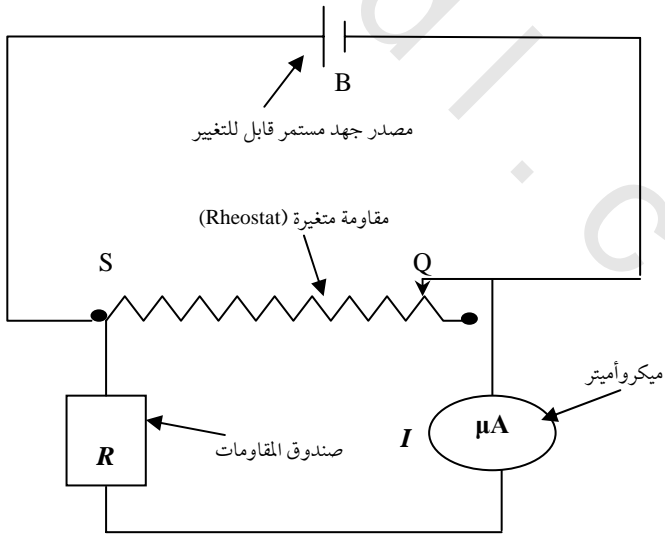 B
مصدر جهد مستمر قابل للتغيير
مقاومة متغيرة (Rheostat)
S
Q
ميكروأميتر
R
صندوق المقاومات
I
µA